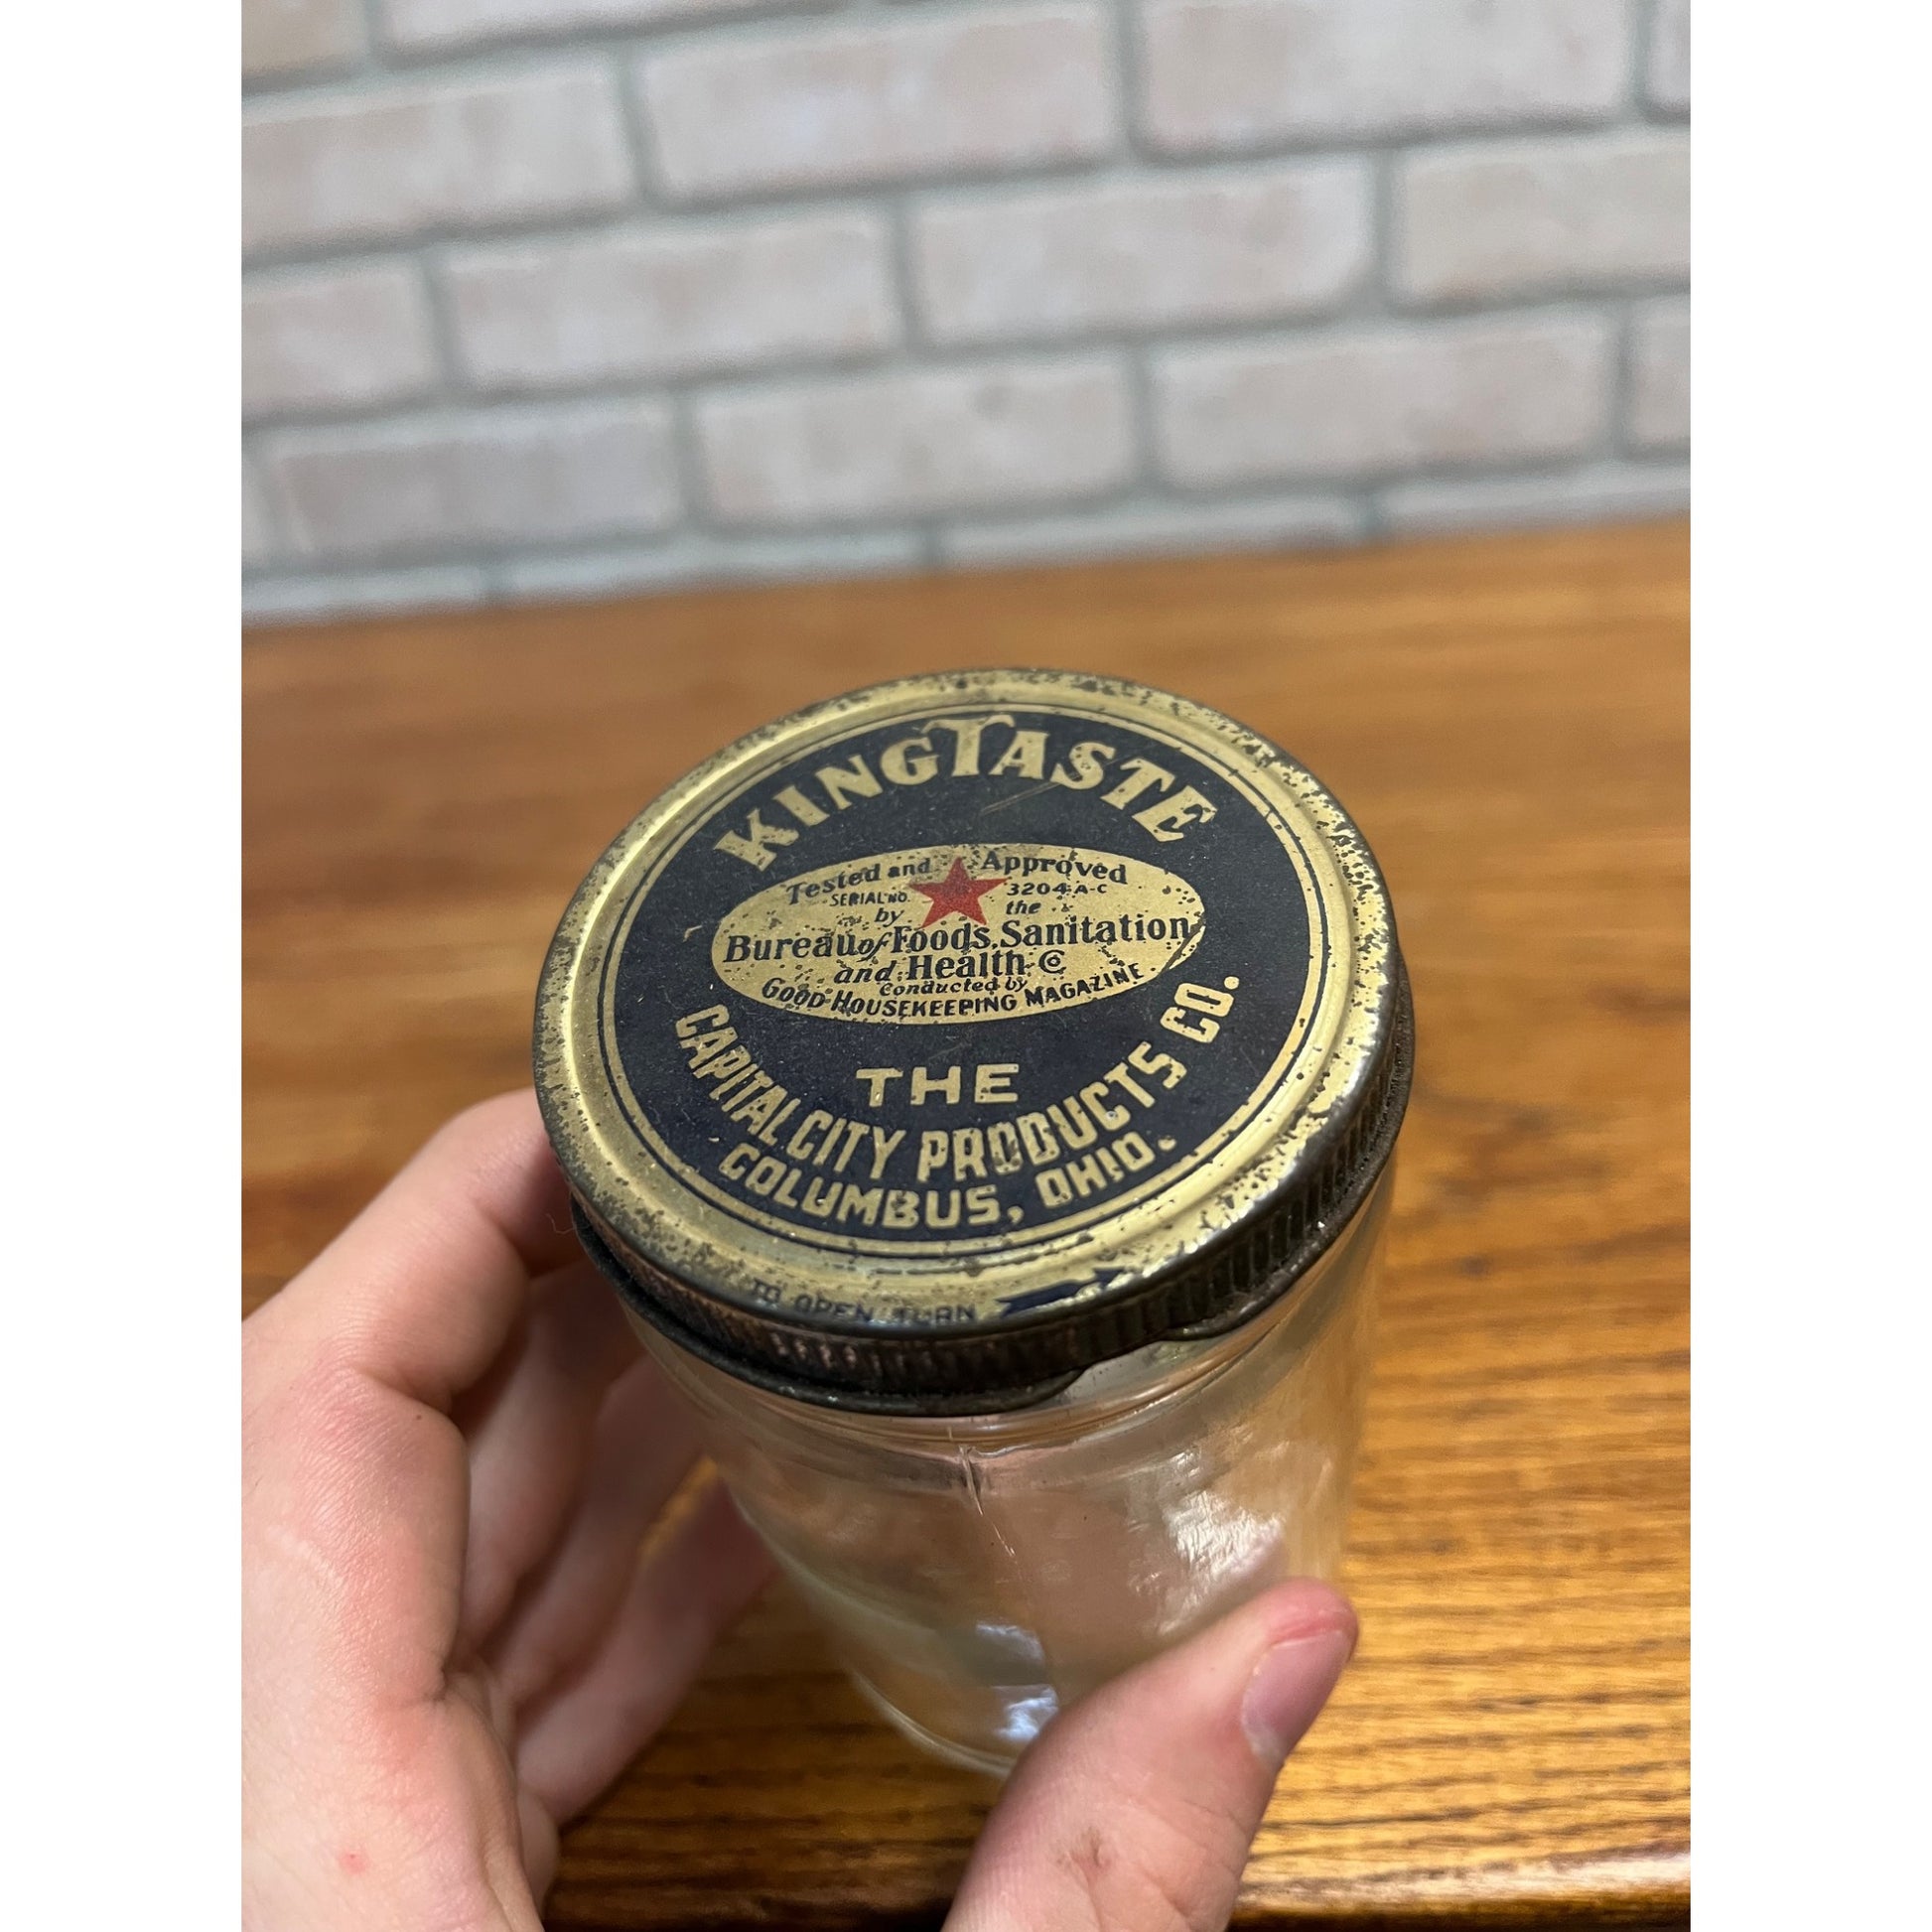 KINGTASTE
Tested and Approved
SERIAL NO. 3204 A-C
by the
Bureau of Foods, Sanitation
and Health
Conducted by
GOOD HOUSEKEEPING MAGAZINE
THE
CAPITAL CITY PRODUCTS CO.
COLUMBUS, OHIO.
TO OPEN TURN